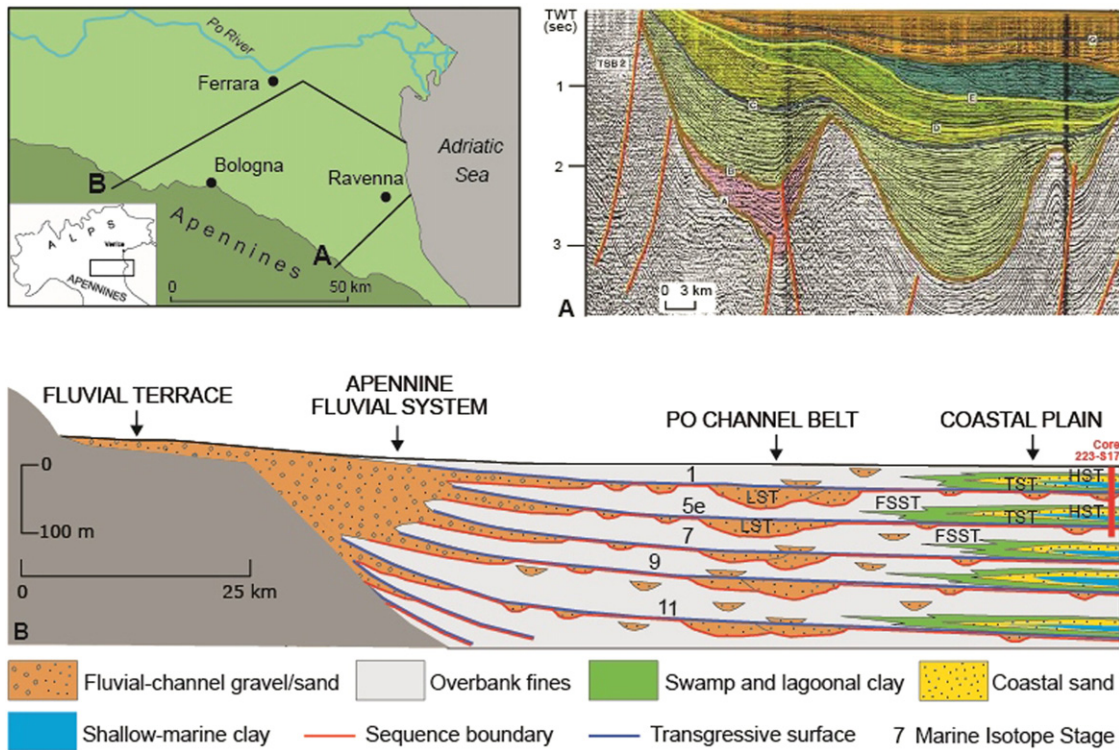 Po River
Ferrara
Adriatic
Sea
Bologna
B
Ravenna
Apennines
A
ALPS
Venice
APENNINES
0 50 km
TWT
(sec)
TSB 2
1
2
3
G
E
D
C
B
A
0 3 km
A
FLUVIAL TERRACE
APENNINE
FLUVIAL SYSTEM
PO CHANNEL BELT
COASTAL PLAIN
Core
223-S17
0
100 m
0 25 km
B
1
LST
TST
HST
5e
LST
FSST
TST
HST
7
FSST
9
11
Fluvial-channel gravel/sand
Overbank fines
Swamp and lagoonal clay
Coastal sand
Shallow-marine clay
Sequence boundary
Transgressive surface
7 Marine Isotope Stage